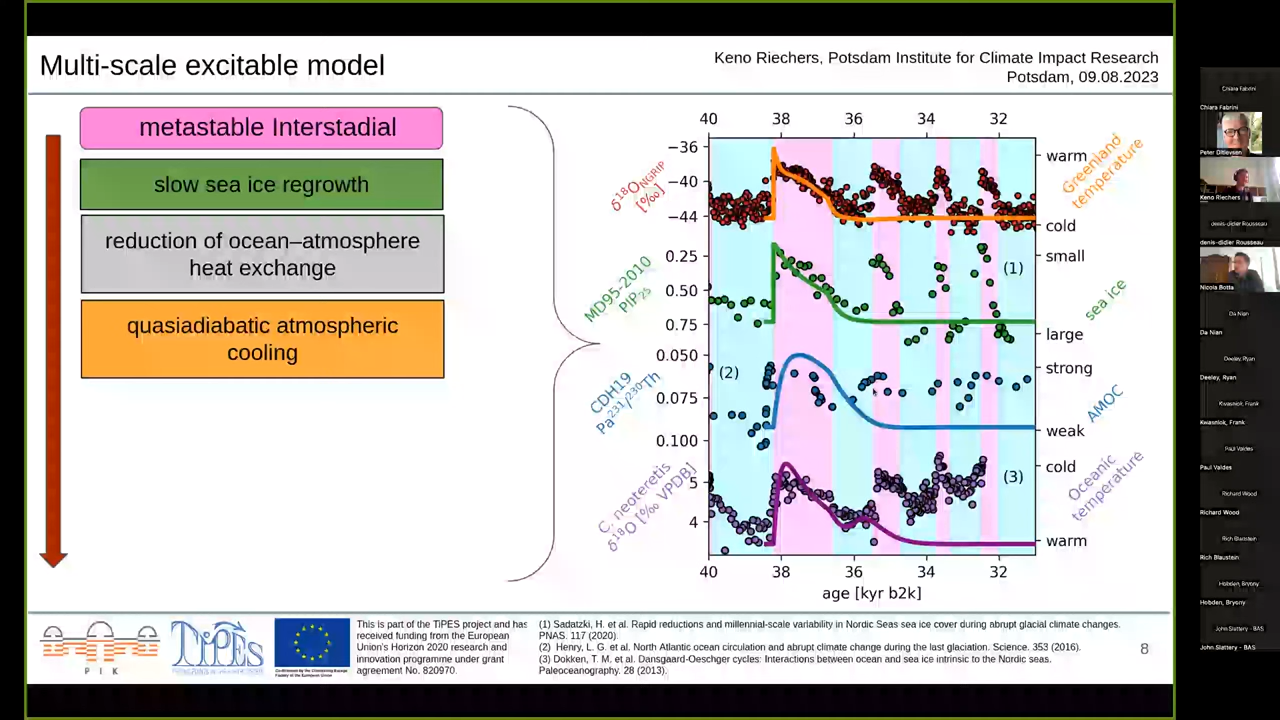 Multi-scale excitable model
Keno Riechers, Potsdam Institute for Climate Impact Research
Potsdam, 09.08.2023
metastable Interstadial
slow sea ice regrowth
reduction of ocean–atmosphere
heat exchange
quasiadiabatic atmospheric
cooling
40 38 36 34 32
−36
−40
−44
δ¹⁸O NGRIP
[‰]
warm
cold
Greenland
temperature
0.25
0.50
0.75
MD95-2010
PIP₂₅
small
large
(1)
sea ice
0.050
0.075
0.100
(2)
CDH19
Pa²³¹/²³⁰Th
strong
weak
AMOC
5
4
C. neoteretis
δ¹⁸O [‰ VPDB]
cold
warm
(3)
Oceanic
temperature
40 38 36 34 32
age [kyr b2k]
P I K
TiPES
This is part of the TiPES project and has
received funding from the European
Union's Horizon 2020 research and
innovation programme under grant
agreement No. 820970.
(1) Sadatzki, H. et al. Rapid reductions and millennial-scale variability in Nordic Seas sea ice cover during abrupt glacial climate changes.
PNAS. 117 (2020).
(2) Henry, L. G. et al. North Atlantic ocean circulation and abrupt climate change during the last glaciation. Science. 353 (2016).
(3) Dokken, T. M. et al. Dansgaard-Oeschger cycles: Interactions between ocean and sea ice intrinsic to the Nordic seas.
Paleoceanography. 28 (2013).
8
Chiara Fabrini
Chiara Fabrini
Peter Ditlevsen
Keno Riechers
denis-didier Rousseau
denis-didier Rousseau
Nicola Botta
Da Nian
Da Nian
Deeley, Ryan
Deeley, Ryan
Kwasniok, Frank
Kwasniok, Frank
Paul Valdes
Paul Valdes
Richard Wood
Richard Wood
Rich Blaustein
Rich Blaustein
Hobden, Bryony
Hobden, Bryony
John Slattery - BAS
John Slattery - BAS